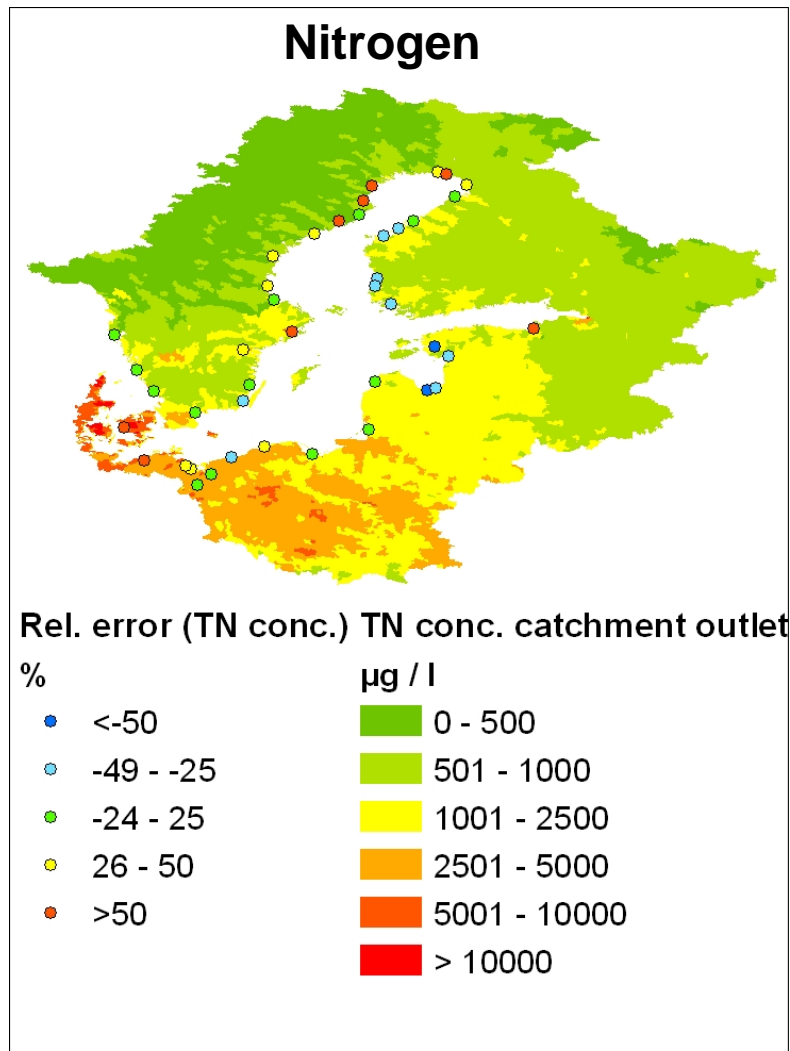 Nitrogen
Rel. error (TN conc.) TN conc. catchment outlet
% µg / l
<-50 0 - 500
-49 - -25 501 - 1000
-24 - 25 1001 - 2500
26 - 50 2501 - 5000
>50 5001 - 10000
> 10000